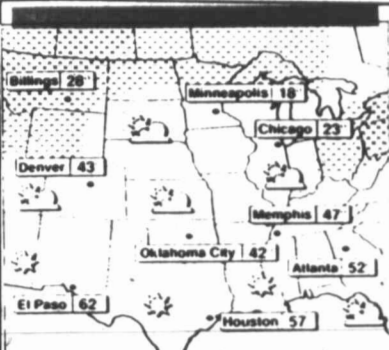 Billings 28
Minneapolis 18
Chicago 23
Denver 43
Memphis 47
Oklahoma City 42
Atlanta 52
El Paso 62
Houston 57